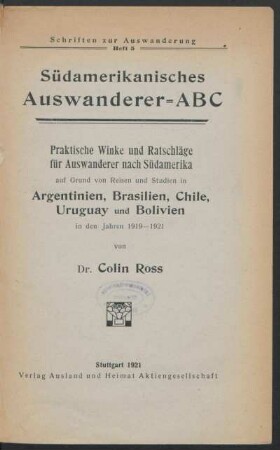 Schriften zur Auswanderung
Heft 5
Südamerikanisches
Auswanderer=ABC
Praktische Winke und Ratschläge
für Auswanderer nach Südamerika
auf Grund von Reisen und Studien in
Argentinien, Brasilien, Chile,
Uruguay und Bolivien
in den Jahren 1919—1921
von
Dr. Colin Ross
Stuttgart 1921
Verlag Ausland und Heimat Aktiengesellschaft